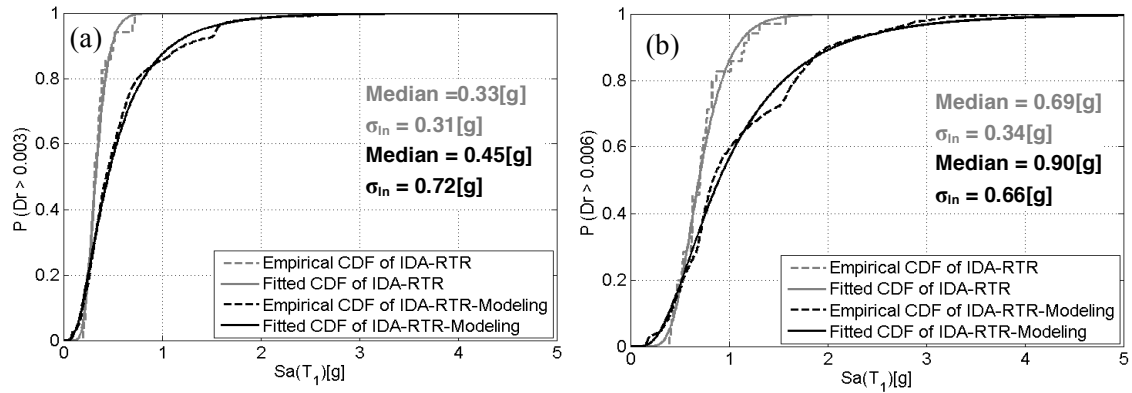 (a)
P (Dr > 0.003)
1
0.8
0.6
0.4
0.2
0
Median =0.33[g]
σln = 0.31[g]
Median = 0.45[g]
σln = 0.72[g]
Empirical CDF of IDA-RTR
Fitted CDF of IDA-RTR
Empirical CDF of IDA-RTR-Modeling
Fitted CDF of IDA-RTR-Modeling
0 1 2 3 4 5
Sa(T1)[g]
(b)
P (Dr > 0.006)
1
0.8
0.6
0.4
0.2
0
Median = 0.69[g]
σln = 0.34[g]
Median = 0.90[g]
σln = 0.66[g]
Empirical CDF of IDA-RTR
Fitted CDF of IDA-RTR
Empirical CDF of IDA-RTR-Modeling
Fitted CDF of IDA-RTR-Modeling
0 1 2 3 4 5
Sa(T1)[g]